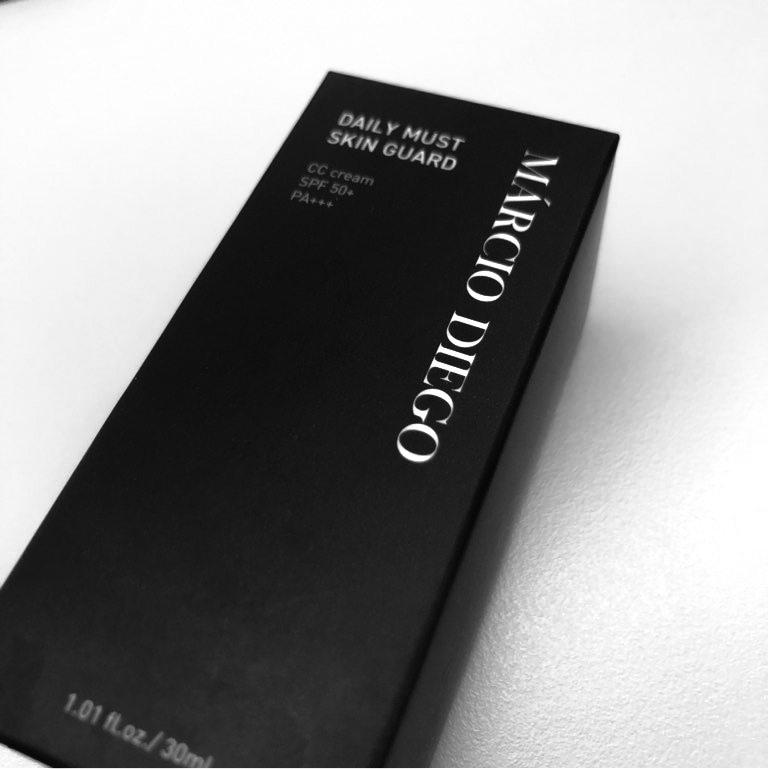 DAILY MUST
SKIN GUARD
CC cream
SPF 50+
PA+++
MÁRCIO DIEGO
1.01 fl.oz./ 30ml